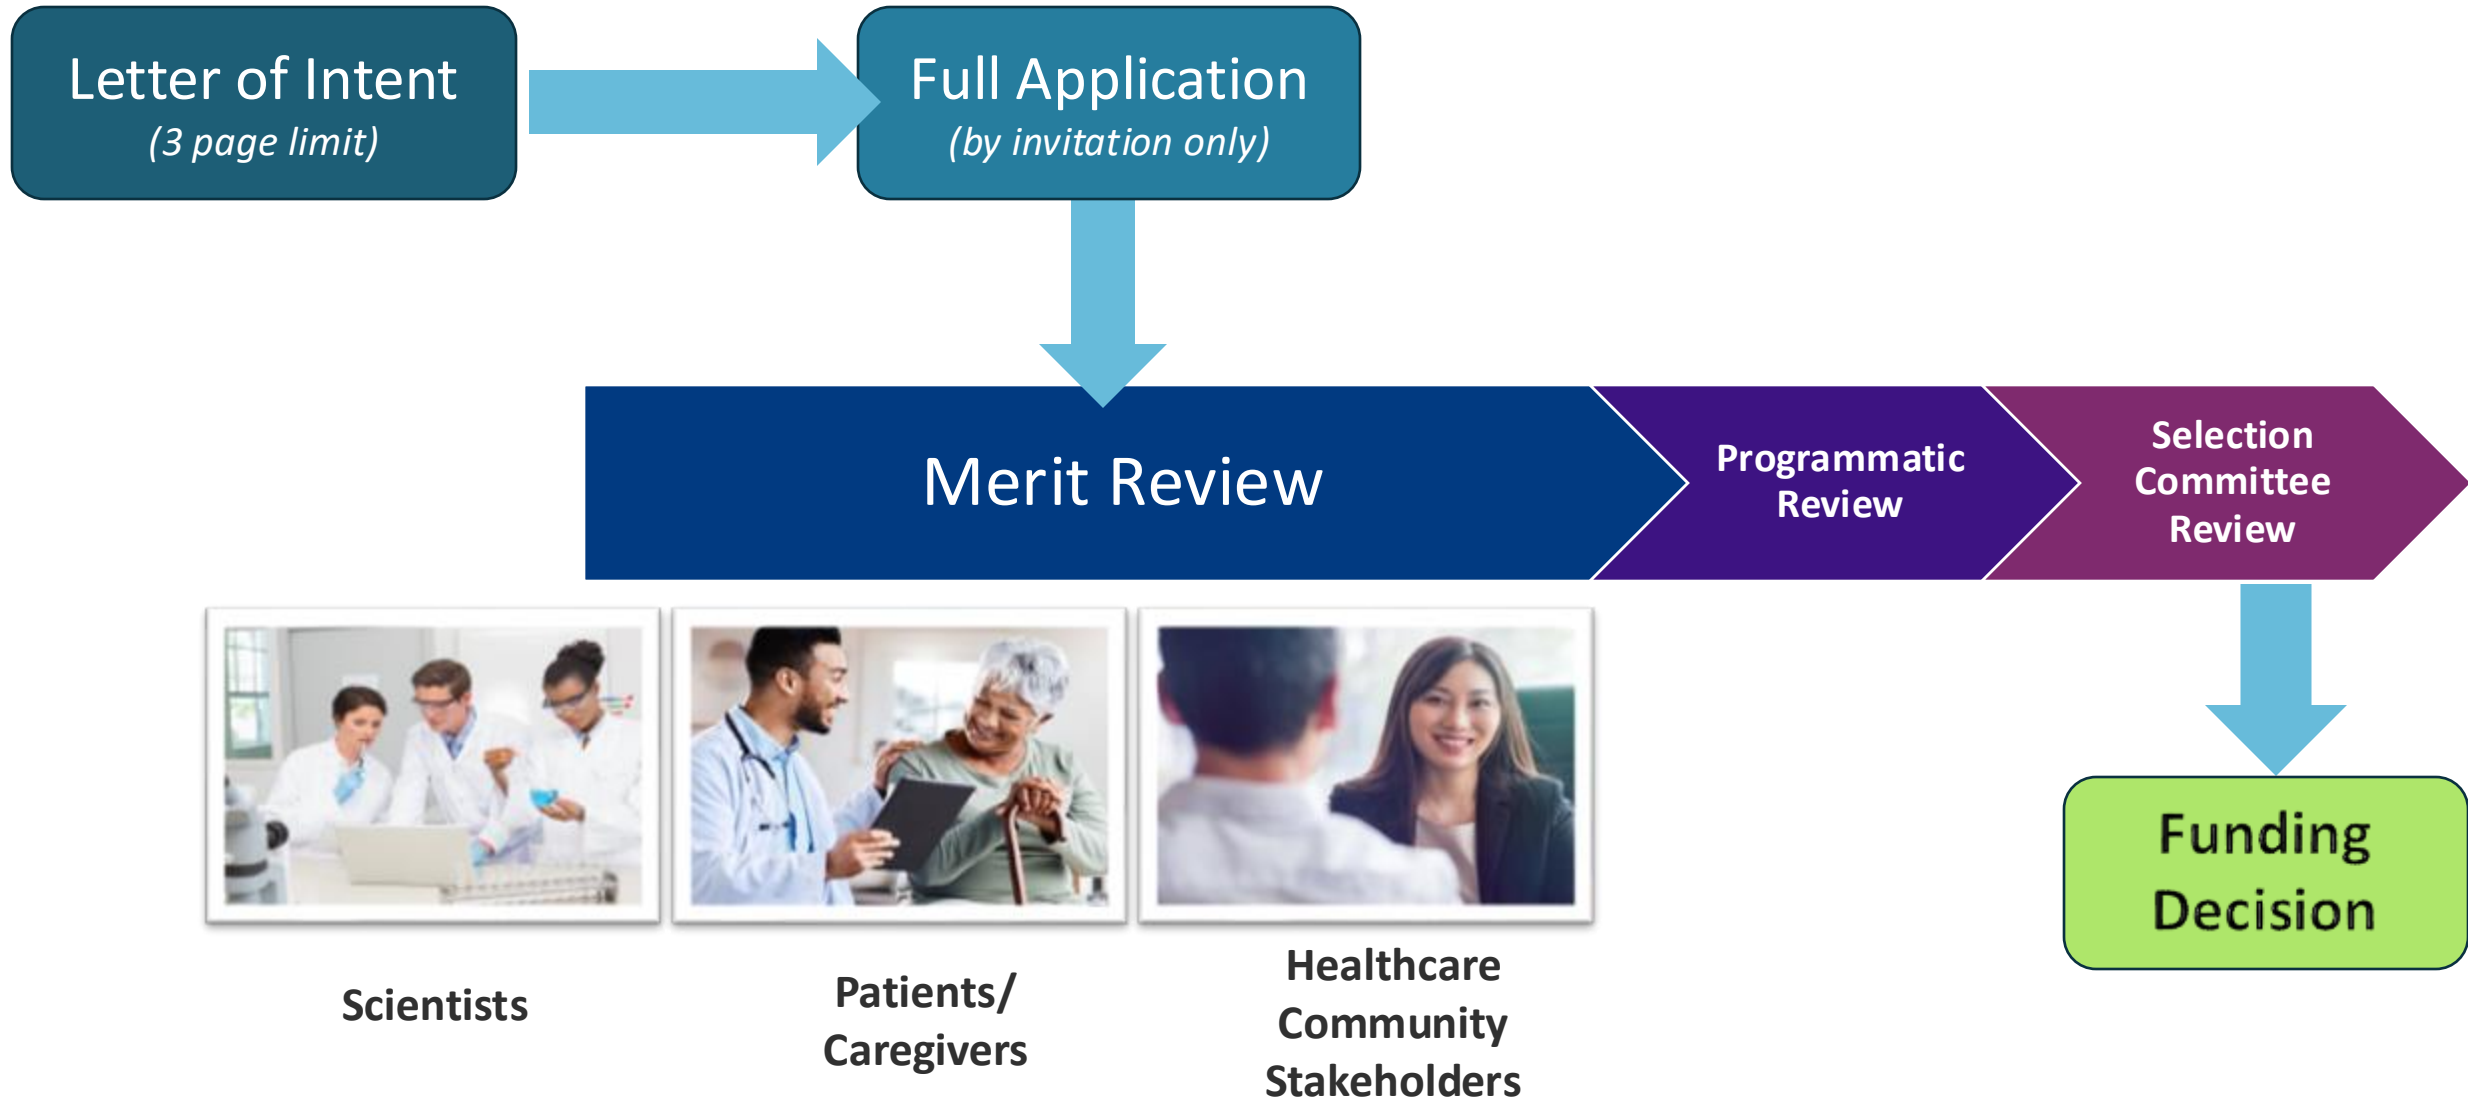 Letter of Intent
(3 page limit)
Full Application
(by invitation only)
Merit Review
Programmatic
Review
Selection
Committee
Review
Scientists
Patients/
Caregivers
Healthcare
Community
Stakeholders
Funding
Decision